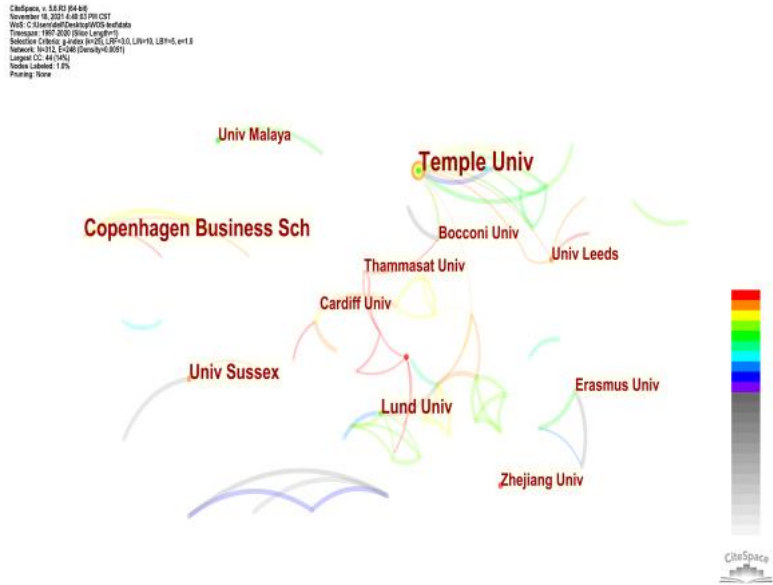 CiteSpace, v. 5.8.R3 (64-bit)
November 18, 2021 4:48:03 PM CST
WoS: C:\Users\dell\Desktop\WOS-text\data
Timespan: 1997-2020 (Slice Length=1)
Selection Criteria: g-index (k=25), LRF=3.0, L/N=10, LBY=5, e=1.0
Network: N=312, E=246 (Density=0.0051)
Largest CC: 44 (14%)
Nodes Labeled: 1.0%
Pruning: None
Univ Malaya
Temple Univ
Copenhagen Business Sch
Bocconi Univ
Univ Leeds
Thammasat Univ
Cardiff Univ
Univ Sussex
Erasmus Univ
Lund Univ
Zhejiang Univ
CiteSpace